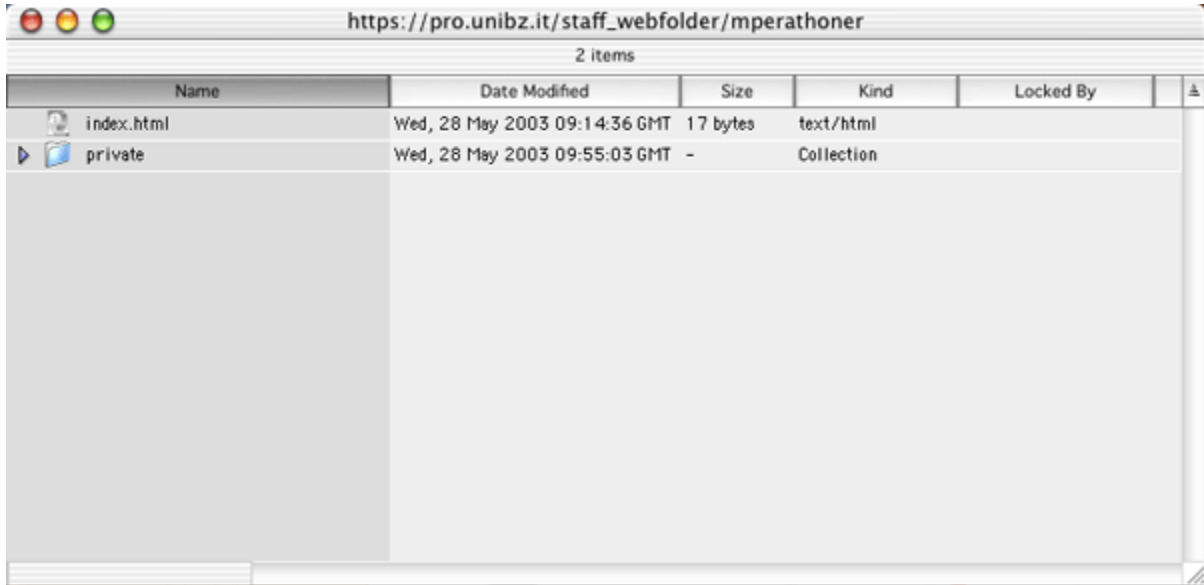 https://pro.unibz.it/staff_webfolder/mperathoner
2 items
Name Date Modified Size Kind Locked By
index.html Wed, 28 May 2003 09:14:36 GMT 17 bytes text/html
private Wed, 28 May 2003 09:55:03 GMT - Collection